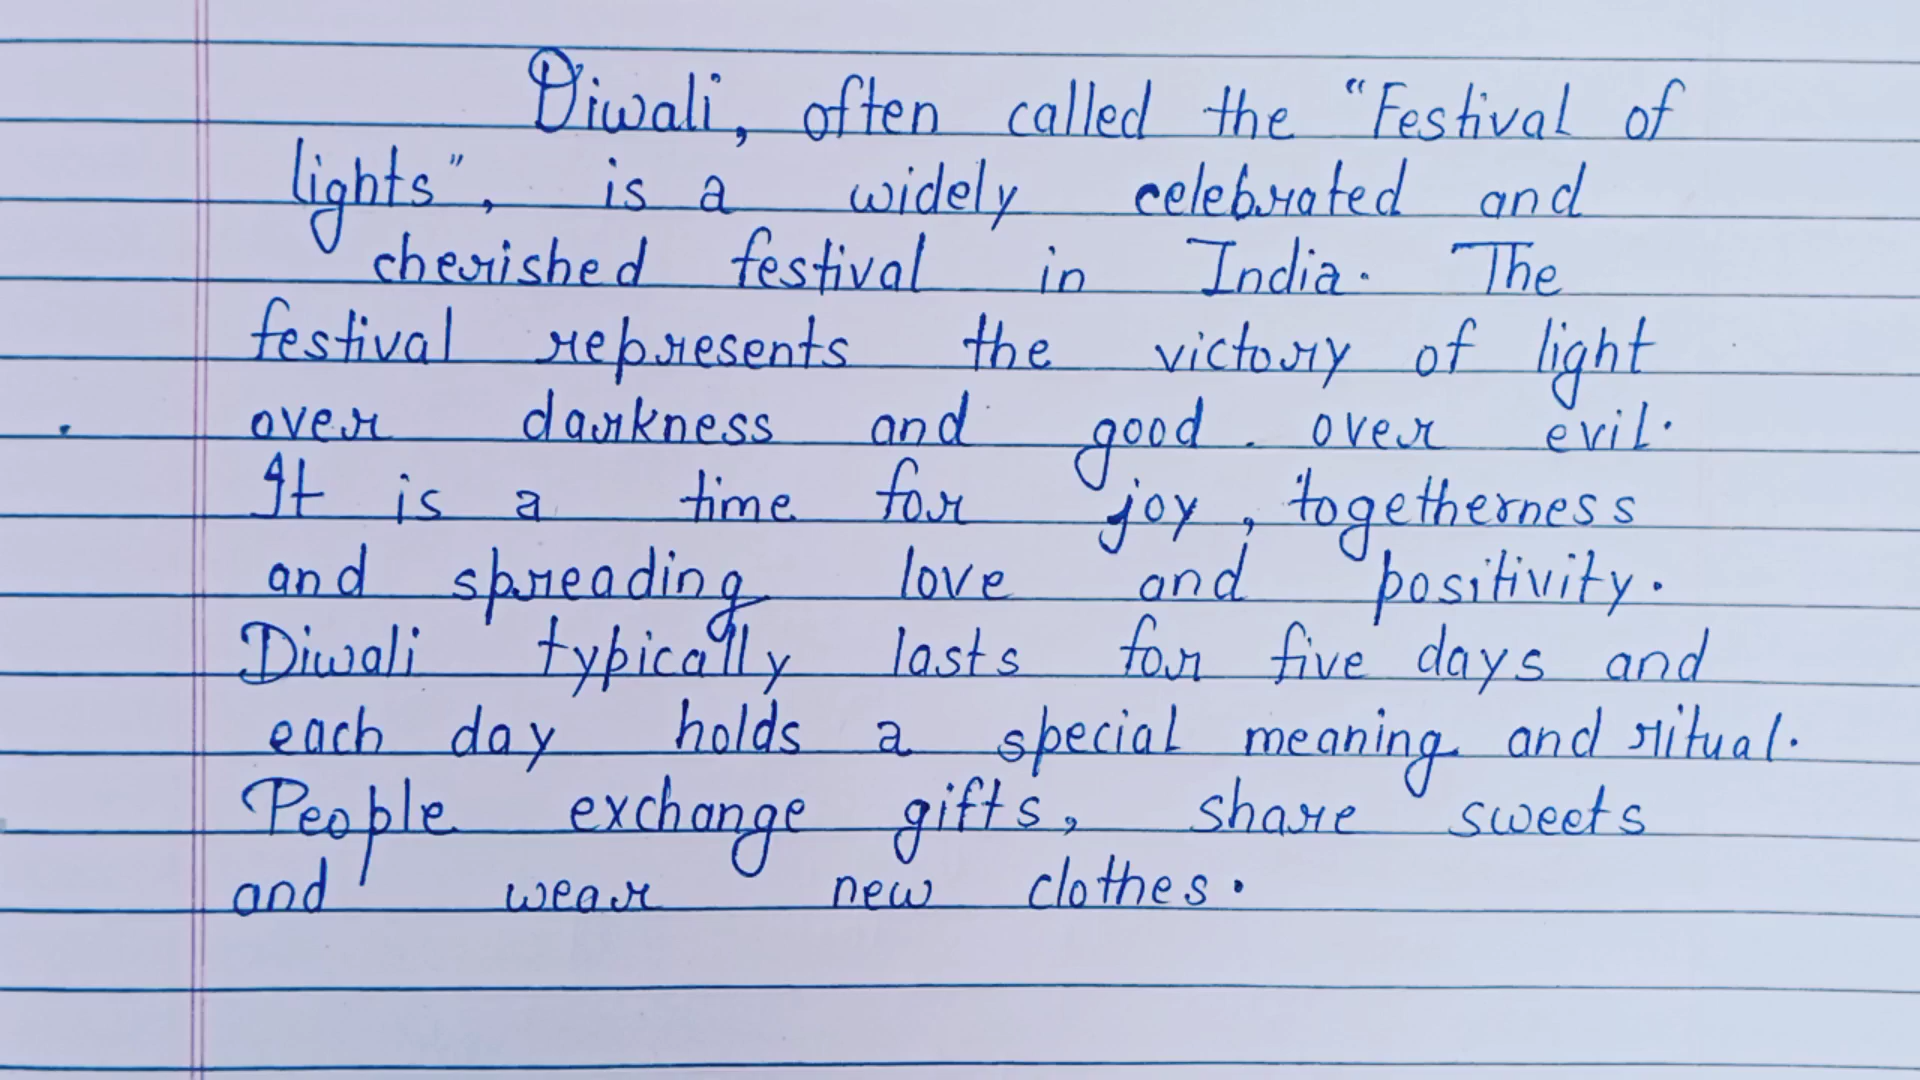 Diwali, often called the "Festival of
lights", is a widely celebrated and
cherished festival in India. The
festival represents the victory of light
over darkness and good over evil.
It is a time for joy, togetherness
and spreading love and positivity.
Diwali typically lasts for five days and
each day holds a special meaning and ritual.
People exchange gifts, share sweets
and wear new clothes.